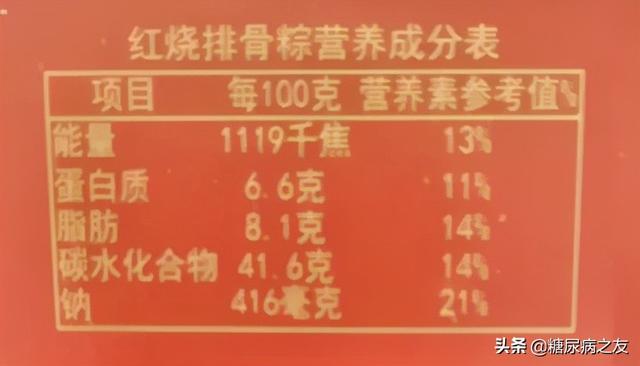 红烧排骨粽营养成分表
项目 每100克 营养素参考值%
能量 1119千焦 13%
蛋白质 6.6克 11%
脂肪 8.1克 14%
碳水化合物 41.6克 14%
钠 416毫克 21%
头条 @糖尿病之友